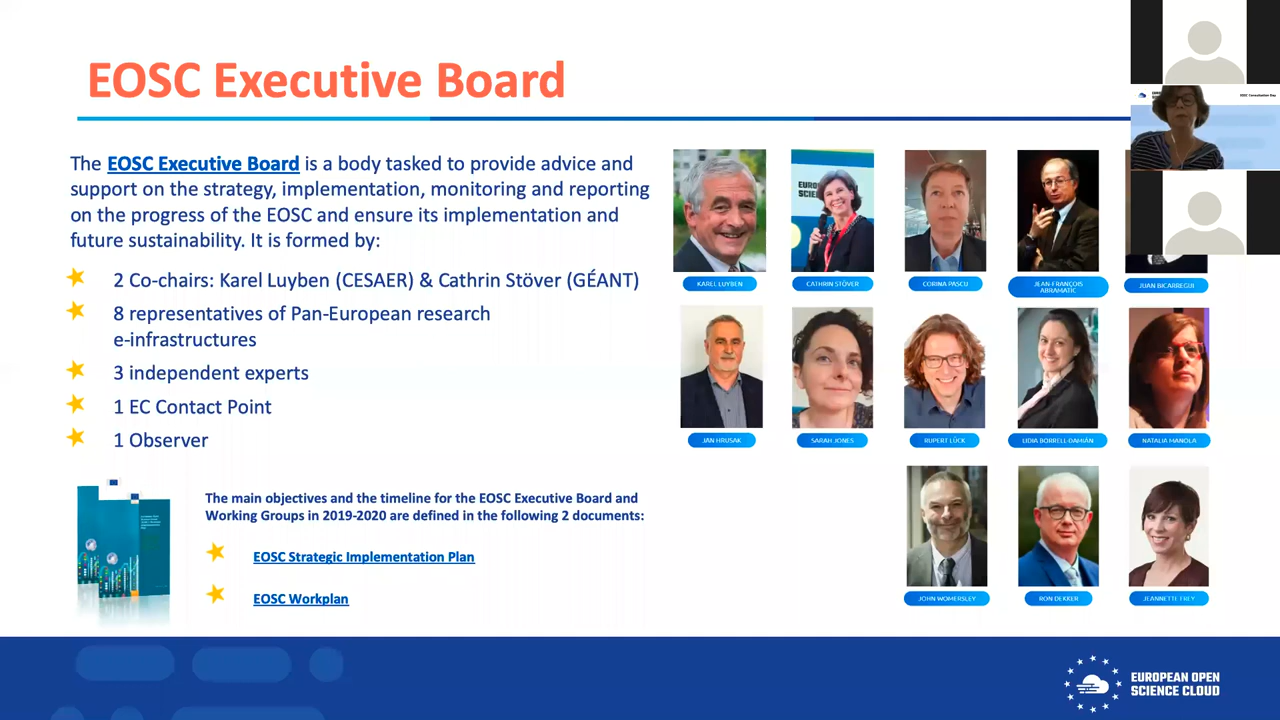 EOSC Executive Board
The EOSC Executive Board is a body tasked to provide advice and
support on the strategy, implementation, monitoring and reporting
on the progress of the EOSC and ensure its implementation and
future sustainability. It is formed by:
2 Co-chairs: Karel Luyben (CESAER) & Cathrin Stöver (GÉANT)
8 representatives of Pan-European research
e-infrastructures
3 independent experts
1 EC Contact Point
1 Observer
The main objectives and the timeline for the EOSC Executive Board and
Working Groups in 2019-2020 are defined in the following 2 documents:
EOSC Strategic Implementation Plan
EOSC Workplan
KAREL LUYBEN
CATHRIN STÖVER
CORINA PASCU
JEAN-FRANÇOIS
ABRAMATIC
JUAN BICARREGUI
JAN HRUSAK
SARAH JONES
RUPERT LÜCK
LIDIA BORRELL-DAMIÁN
NATALIA MANOLA
JOHN WOMERSLEY
RON DEKKER
JEANNETTE FREY
EOSC Consultation Day
EUROPEAN OPEN
SCIENCE CLOUD